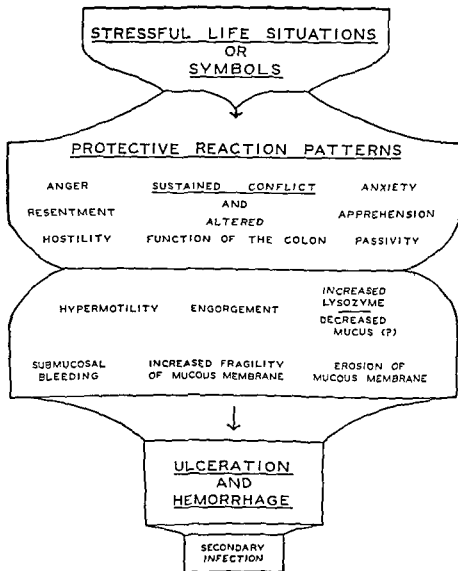 STRESSFUL LIFE SITUATIONS
OR
SYMBOLS
PROTECTIVE REACTION PATTERNS
ANGER
RESENTMENT
HOSTILITY
SUSTAINED CONFLICT
AND
ALTERED
FUNCTION OF THE COLON
ANXIETY
APPREHENSION
PASSIVITY
HYPERMOTILITY
ENGORGEMENT
INCREASED
LYSOZYME
DECREASED
MUCUS (?)
SUBMUCOSAL
BLEEDING
INCREASED FRAGILITY
OF MUCOUS MEMBRANE
EROSION OF
MUCOUS MEMBRANE
ULCERATION
AND
HEMORRHAGE
SECONDARY
INFECTION